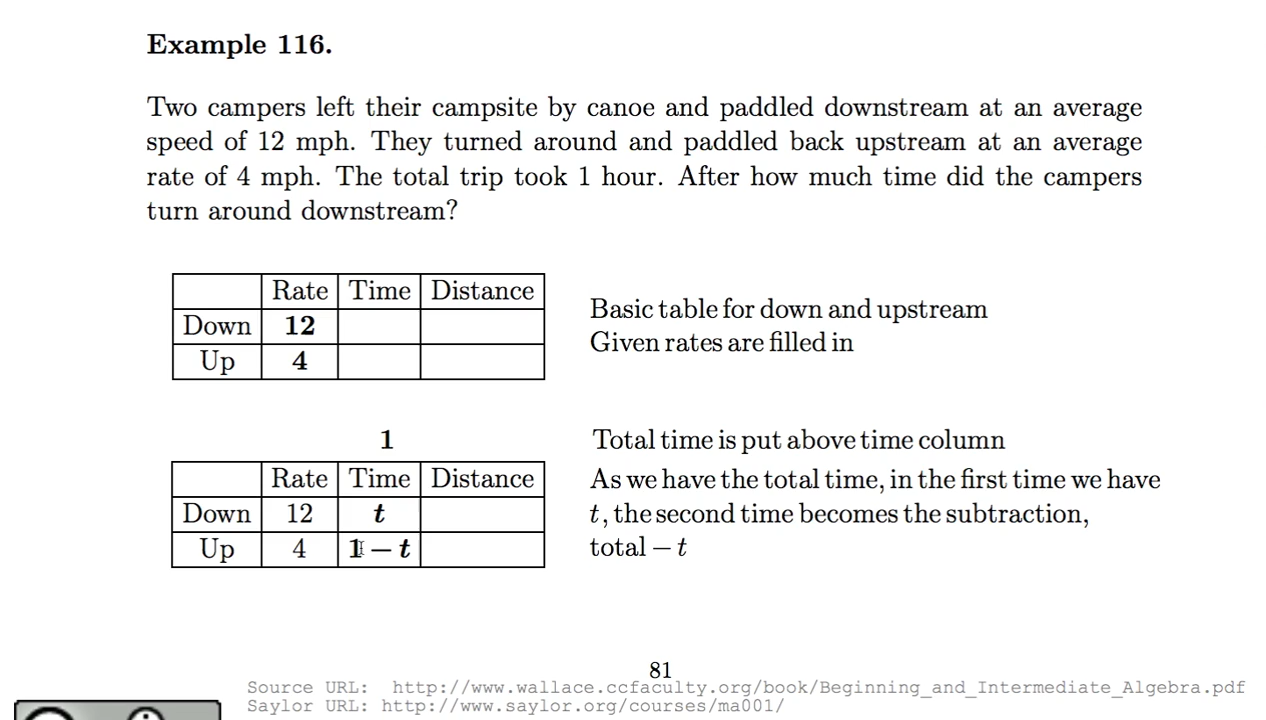 Example 116.
Two campers left their campsite by canoe and paddled downstream at an average
speed of 12 mph. They turned around and paddled back upstream at an average
rate of 4 mph. The total trip took 1 hour. After how much time did the campers
turn around downstream?
Rate Time Distance
Down 12
Up 4
Basic table for down and upstream
Given rates are filled in
1
Rate Time Distance
Down 12 t
Up 4 1 − t
Total time is put above time column
As we have the total time, in the first time we have
t, the second time becomes the subtraction,
total − t
81
Source URL: http://www.wallace.ccfaculty.org/book/Beginning_and_Intermediate_Algebra.pdf
Saylor URL: http://www.saylor.org/courses/ma001/